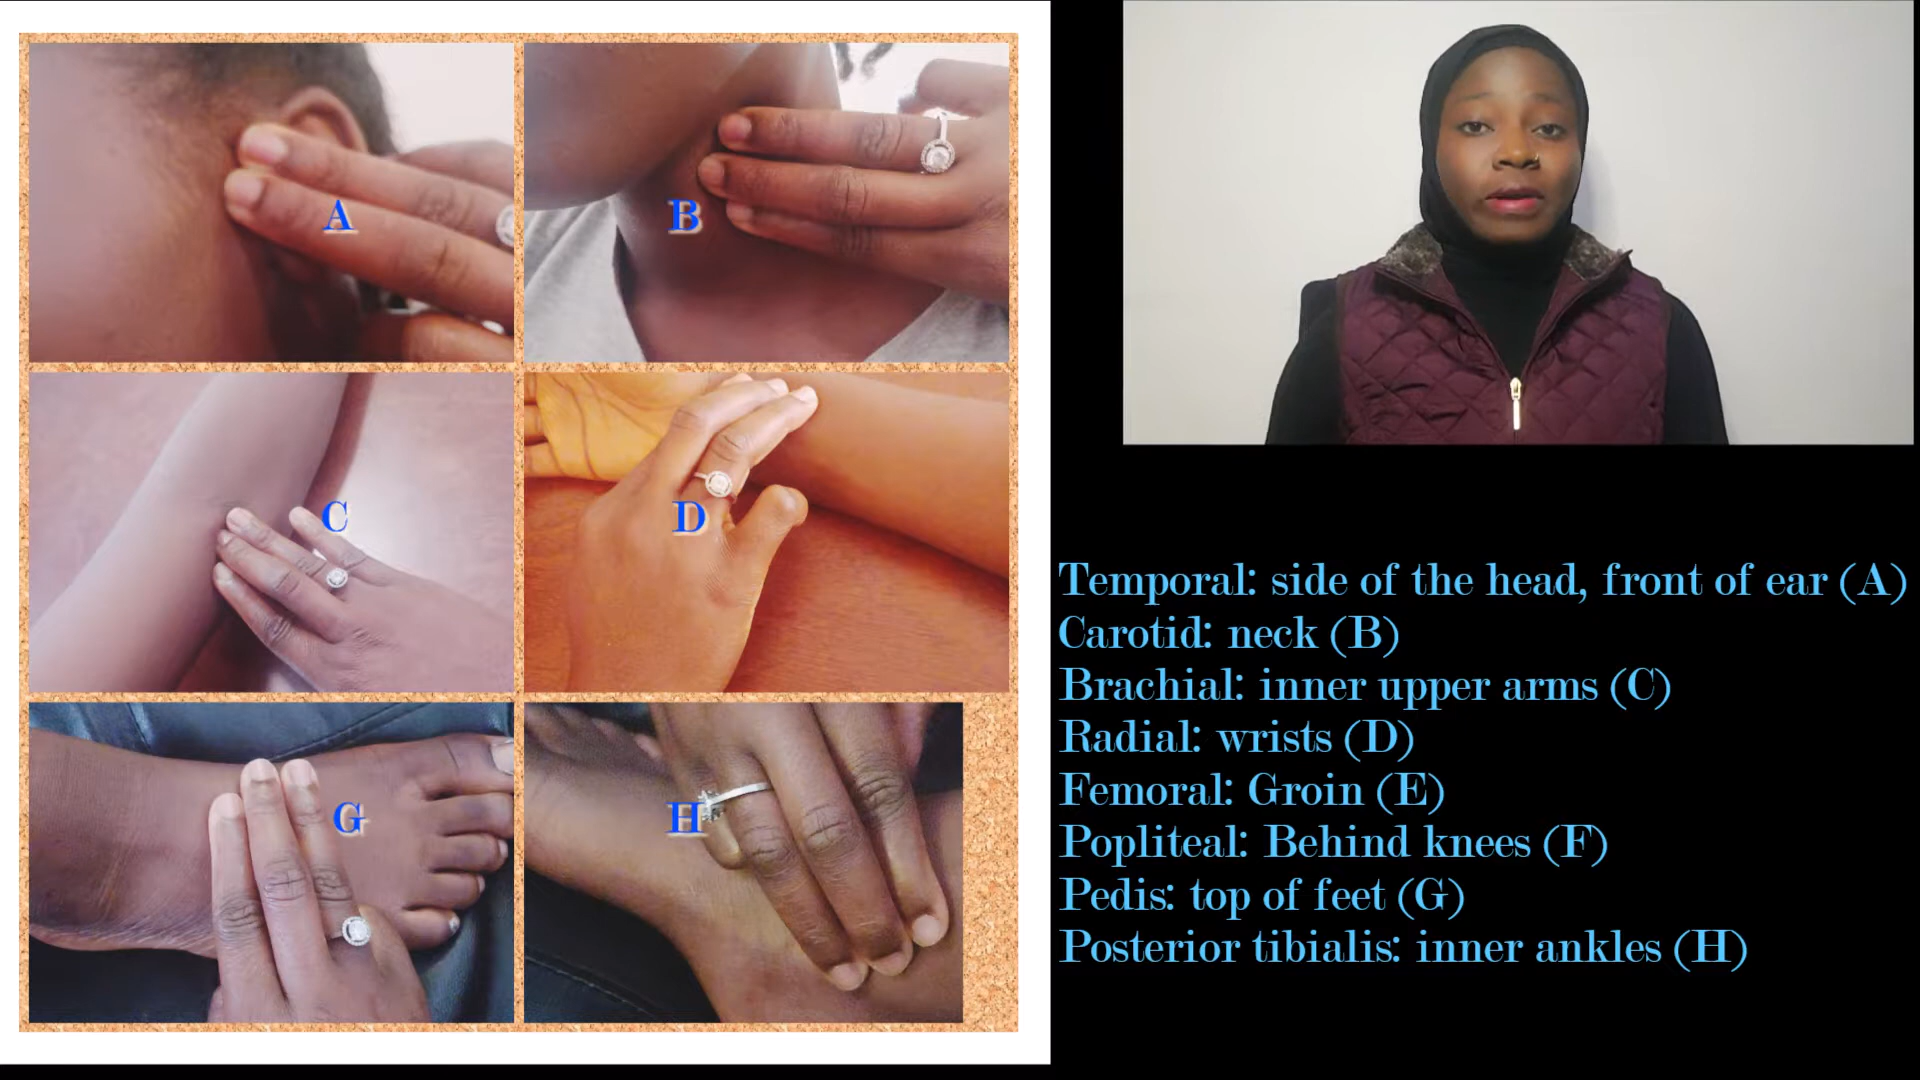 A
B
C
D
G
H
Temporal: side of the head, front of ear (A)
Carotid: neck (B)
Brachial: inner upper arms (C)
Radial: wrists (D)
Femoral: Groin (E)
Popliteal: Behind knees (F)
Pedis: top of feet (G)
Posterior tibialis: inner ankles (H)